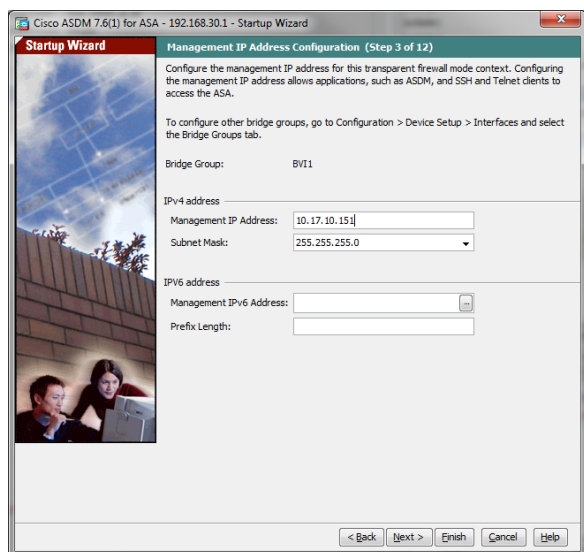 Cisco ASDM 7.6(1) for ASA - 192.168.30.1 - Startup Wizard
Startup Wizard
Management IP Address Configuration (Step 3 of 12)
Configure the management IP address for this transparent firewall mode context. Configuring
the management IP address allows applications, such as ASDM, and SSH and Telnet clients to
access the ASA.
To configure other bridge groups, go to Configuration > Device Setup > Interfaces and select
the Bridge Groups tab.
Bridge Group: BVI1
IPv4 address
Management IP Address: 10.17.10.151
Subnet Mask: 255.255.255.0
IPV6 address
Management IPv6 Address: ...
Prefix Length:
< Back Next > Finish Cancel Help